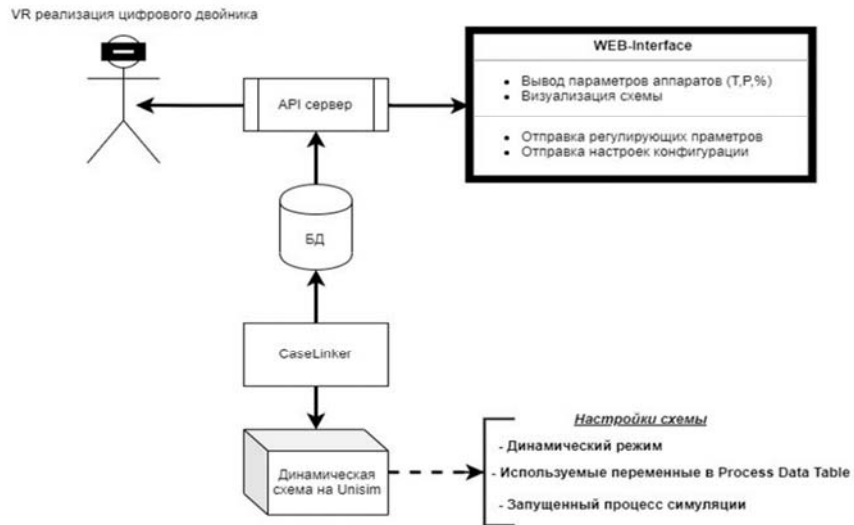 VR реализация цифрового двойника
WEB-Interface
• Вывод параметров аппаратов (T,P,%)
• Визуализация схемы
API сервер
• Отправка регулирующих праметров
• Отправка настроек конфигурации
БД
CaseLinker
Настройки схемы
- Динамический режим
Динамическая
схема на Unisim
- Используемые переменные в Process Data Table
- Запущенный процесс симуляции